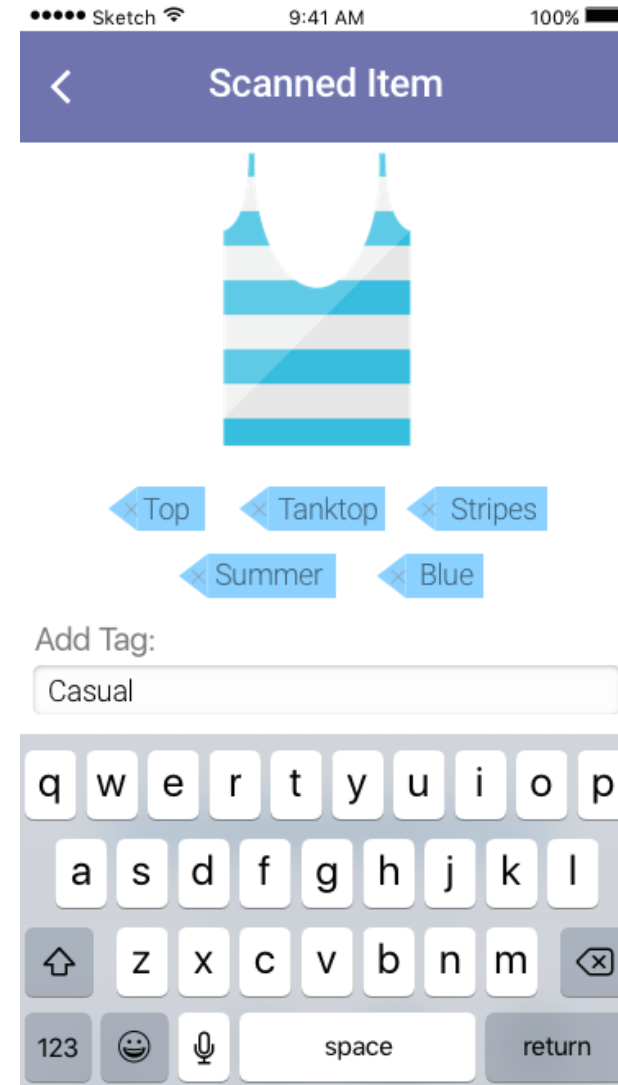 Sketch 9:41 AM 100%
Scanned Item
Top Tanktop Stripes
Summer Blue
Add Tag:
Casual
q w e r t y u i o p
a s d f g h j k l
z x c v b n m
123 space return